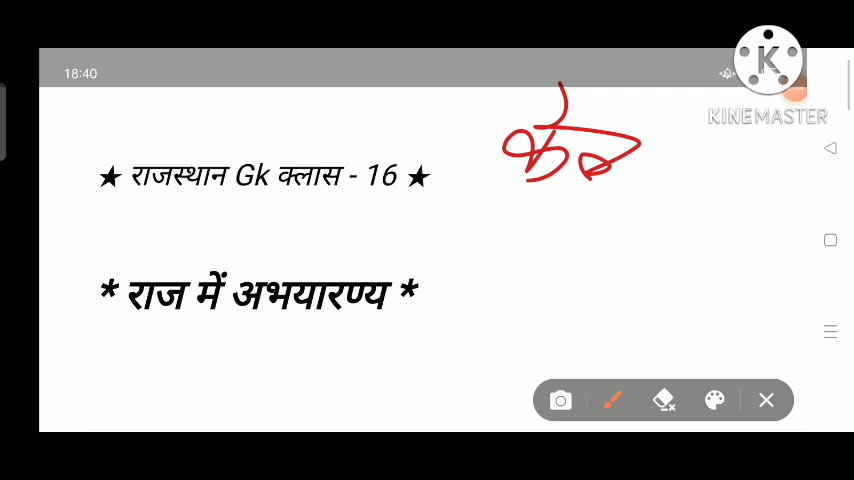 18:40
KINEMASTER
★ राजस्थान Gk क्लास - 16 ★
* राज में अभयारण्य *